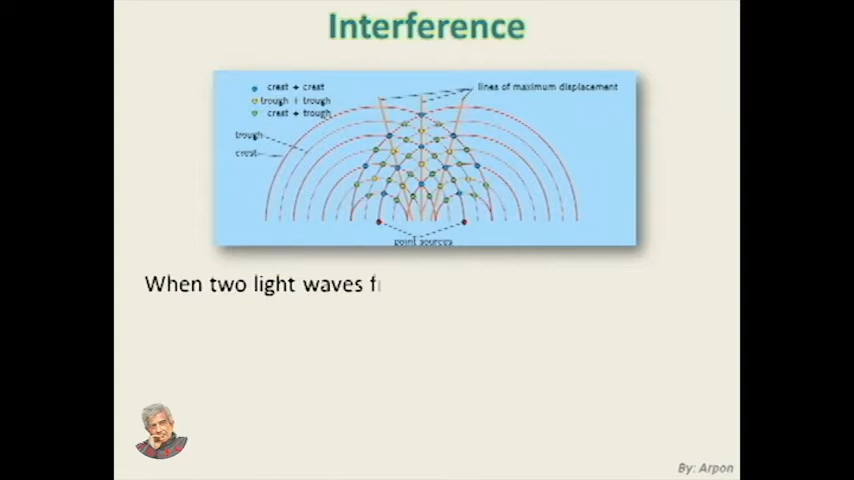 Interference
crest + crest
trough + trough
crest + trough
lines of maximum displacement
trough
crest
point sources
When two light waves f
By: Arpon